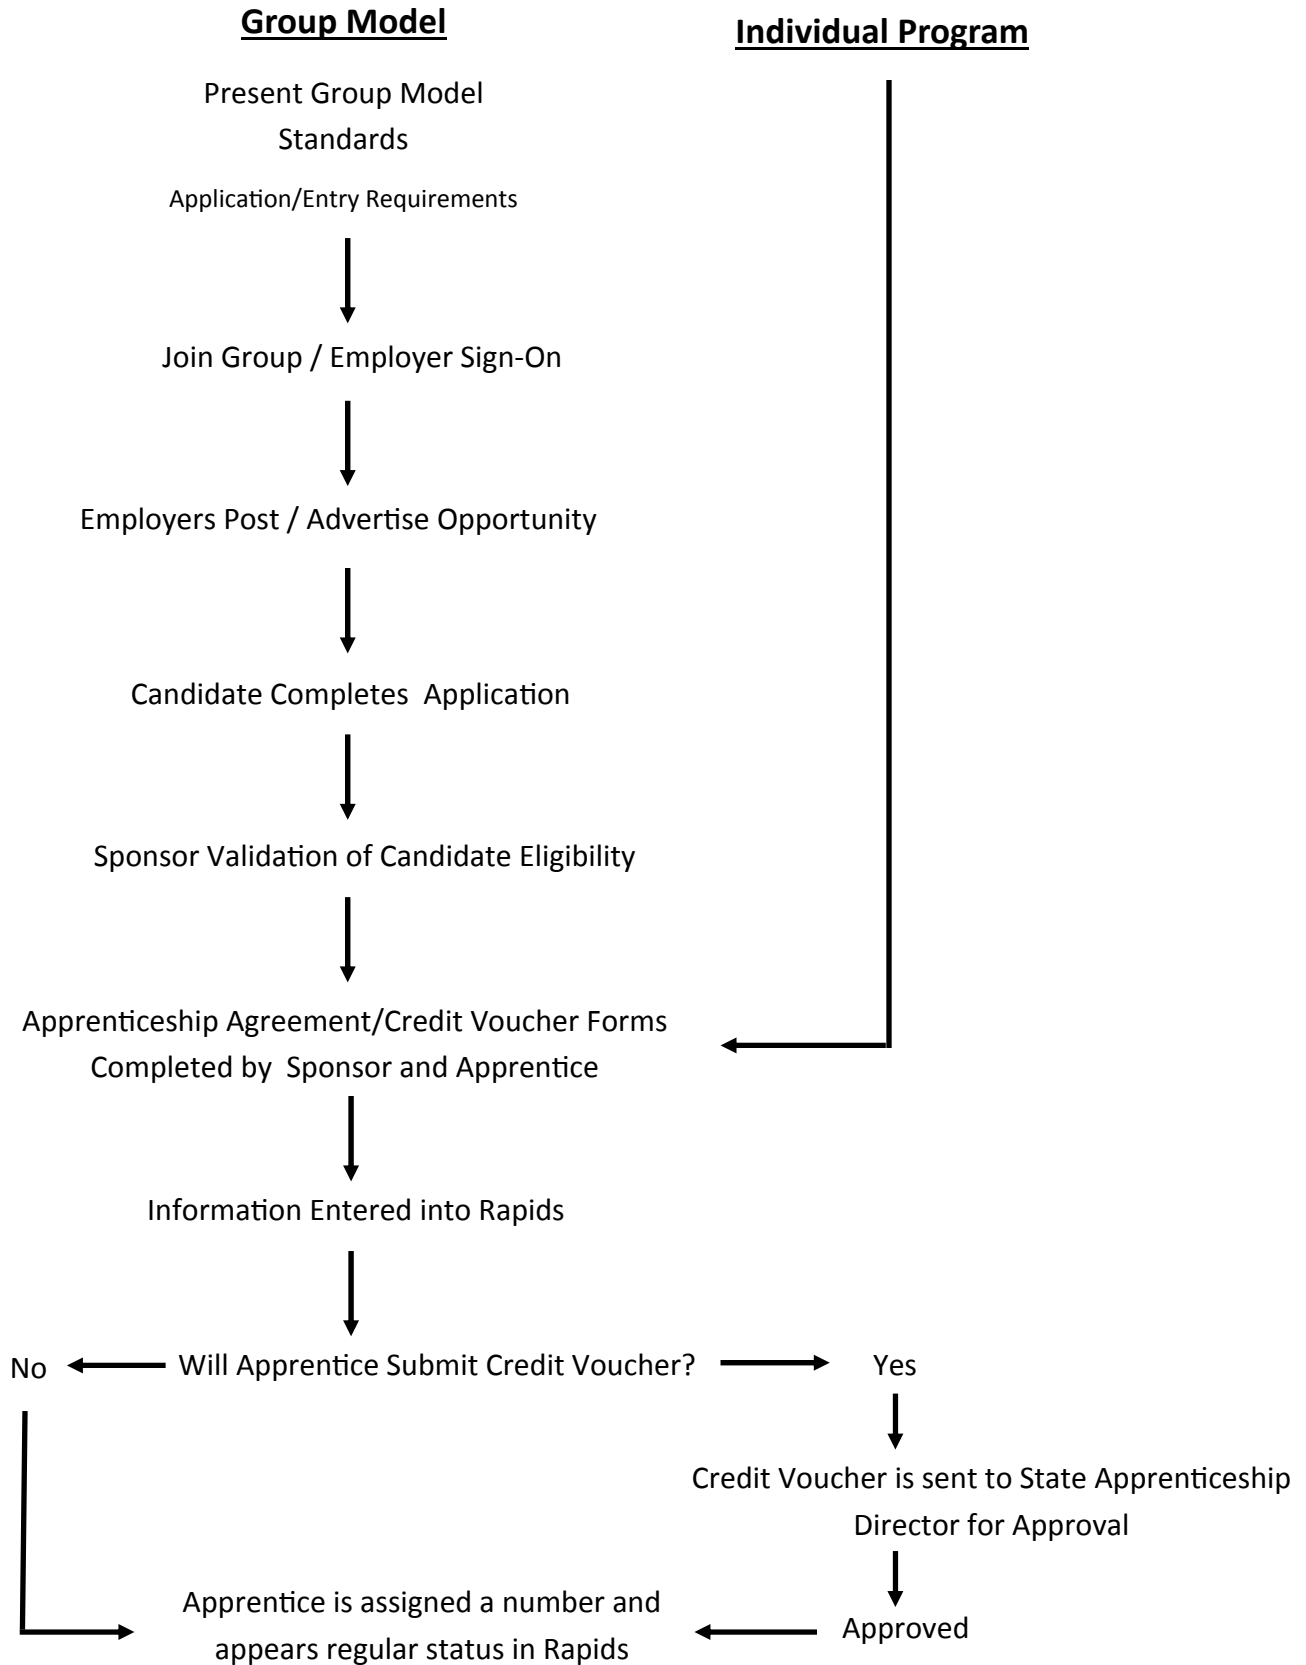 Group Model
Individual Program
Present Group Model
Standards
Application/Entry Requirements
Join Group / Employer Sign-On
Employers Post / Advertise Opportunity
Candidate Completes  Application
Sponsor Validation of Candidate Eligibility
Apprenticeship Agreement/Credit Voucher Forms
Completed by  Sponsor and Apprentice
Information Entered into Rapids
No
Will Apprentice Submit Credit Voucher?
Yes
Credit Voucher is sent to State Apprenticeship
Director for Approval
Approved
Apprentice is assigned a number and
appears regular status in Rapids